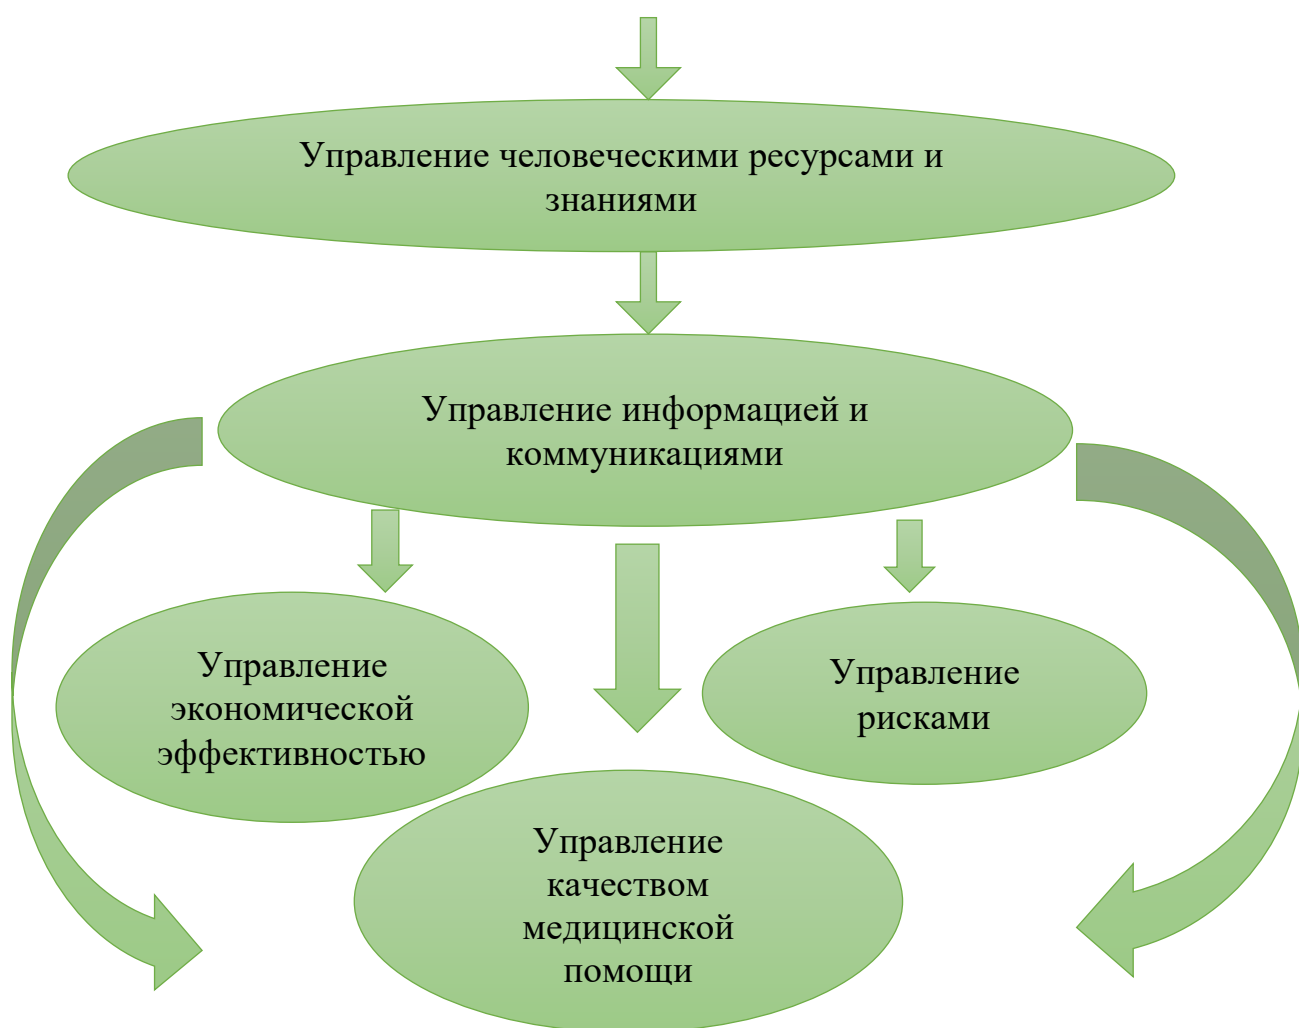 Управление человеческими ресурсами и
знаниями
Управление информацией и
коммуникациями
Управление
экономической
эффективностью
Управление
рисками
Управление
качеством
медицинской
помощи